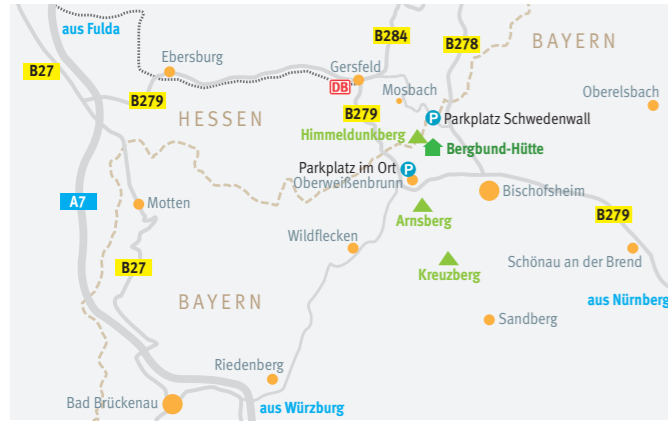 aus Fulda
B284
B278
BAYERN
Ebersburg
B27
Gersfeld
DB
Mosbach
Oberelsbach
B279
B279
HESSEN
P Parkplatz Schwedenwall
Himmeldunkberg
Bergbund-Hütte
Parkplatz im Ort P
Oberweißenbrunn
Bischofsheim
A7
Motten
Arnsberg
B279
Wildflecken
Kreuzberg
Schönau an der Brend
B27
BAYERN
aus Nürnberg
Sandberg
Riedenberg
Bad Brückenau
aus Würzburg